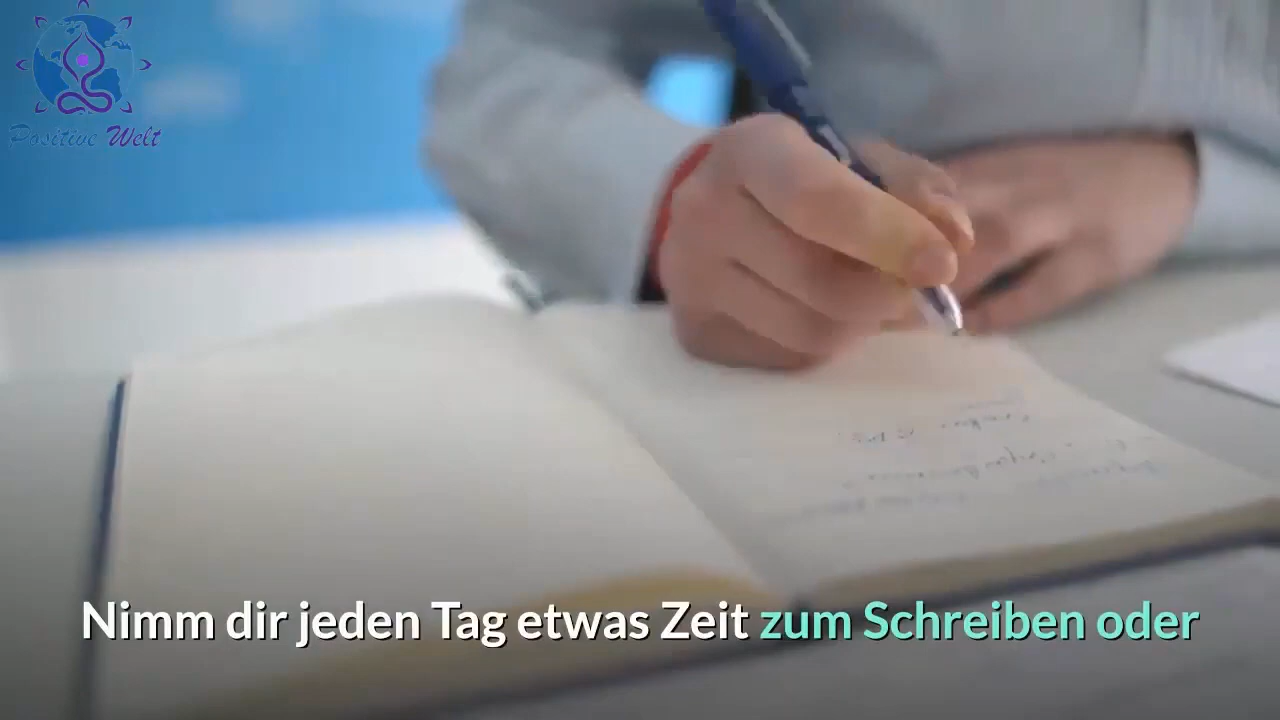 Positive Welt
Nimm dir jeden Tag etwas Zeit zum Schreiben oder